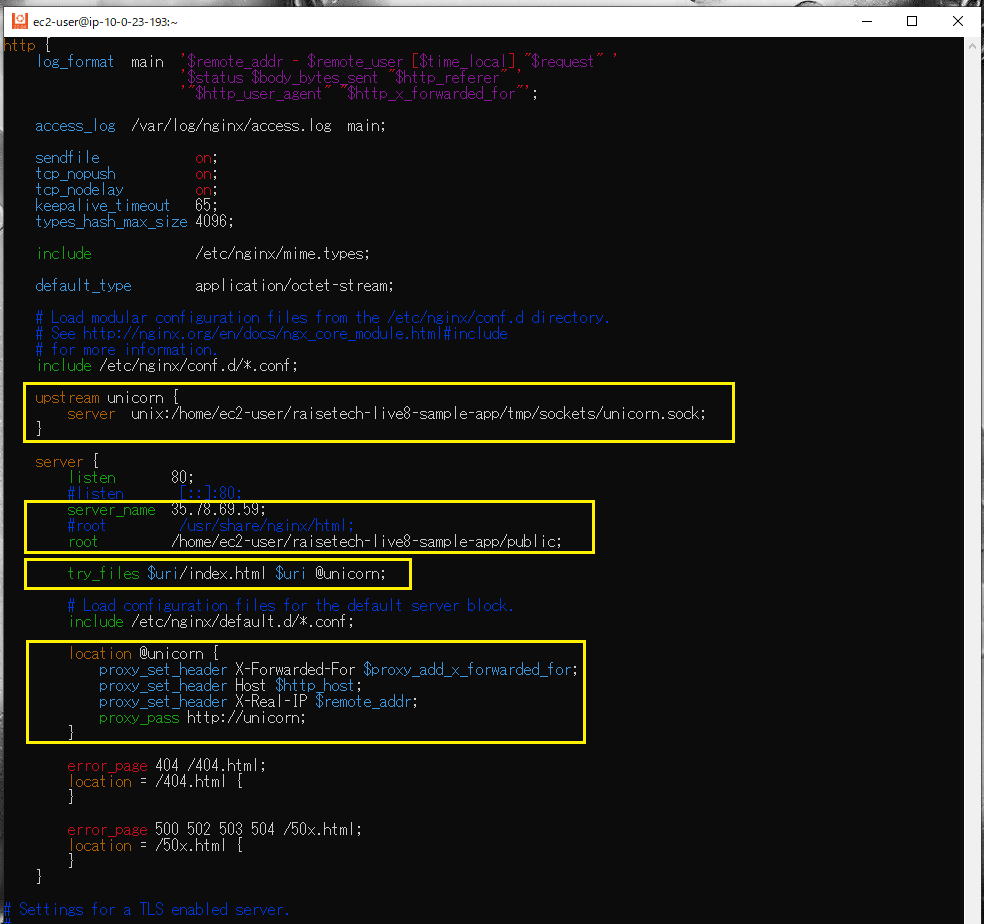 ec2-user@ip-10-0-23-193:~
http {
    log_format  main  '$remote_addr - $remote_user [$time_local] "$request" '
                      '$status $body_bytes_sent "$http_referer" '
                      '"$http_user_agent" "$http_x_forwarded_for"';

    access_log  /var/log/nginx/access.log  main;

    sendfile            on;
    tcp_nopush          on;
    tcp_nodelay         on;
    keepalive_timeout   65;
    types_hash_max_size 4096;

    include             /etc/nginx/mime.types;

    default_type        application/octet-stream;

    # Load modular configuration files from the /etc/nginx/conf.d directory.
    # See http://nginx.org/en/docs/ngx_core_module.html#include
    # for more information.
    include /etc/nginx/conf.d/*.conf;

    upstream unicorn {
        server  unix:/home/ec2-user/raisetech-live8-sample-app/tmp/sockets/unicorn.sock;
    }

    server {
        listen       80;
        #listen       [::]:80;
        server_name  35.78.69.59;
        #root         /usr/share/nginx/html;
        root         /home/ec2-user/raisetech-live8-sample-app/public;

        try_files $uri/index.html $uri @unicorn;

        # Load configuration files for the default server block.
        include /etc/nginx/default.d/*.conf;

        location @unicorn {
            proxy_set_header X-Forwarded-For $proxy_add_x_forwarded_for;
            proxy_set_header Host $http_host;
            proxy_set_header X-Real-IP $remote_addr;
            proxy_pass http://unicorn;
        }

        error_page 404 /404.html;
        location = /404.html {
        }

        error_page 500 502 503 504 /50x.html;
        location = /50x.html {
        }
    }

# Settings for a TLS enabled server.
#